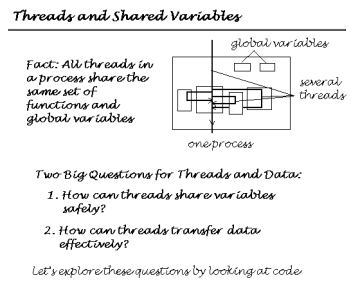 Threads and Shared Variables
global variables
Fact: All threads in
a process share the
same set of
functions and
global variables
several
threads
one process
Two Big Questions for Threads and Data:
1. How can threads share variables
safely?
2. How can threads transfer data
effectively?
Let's explore these questions by looking at code